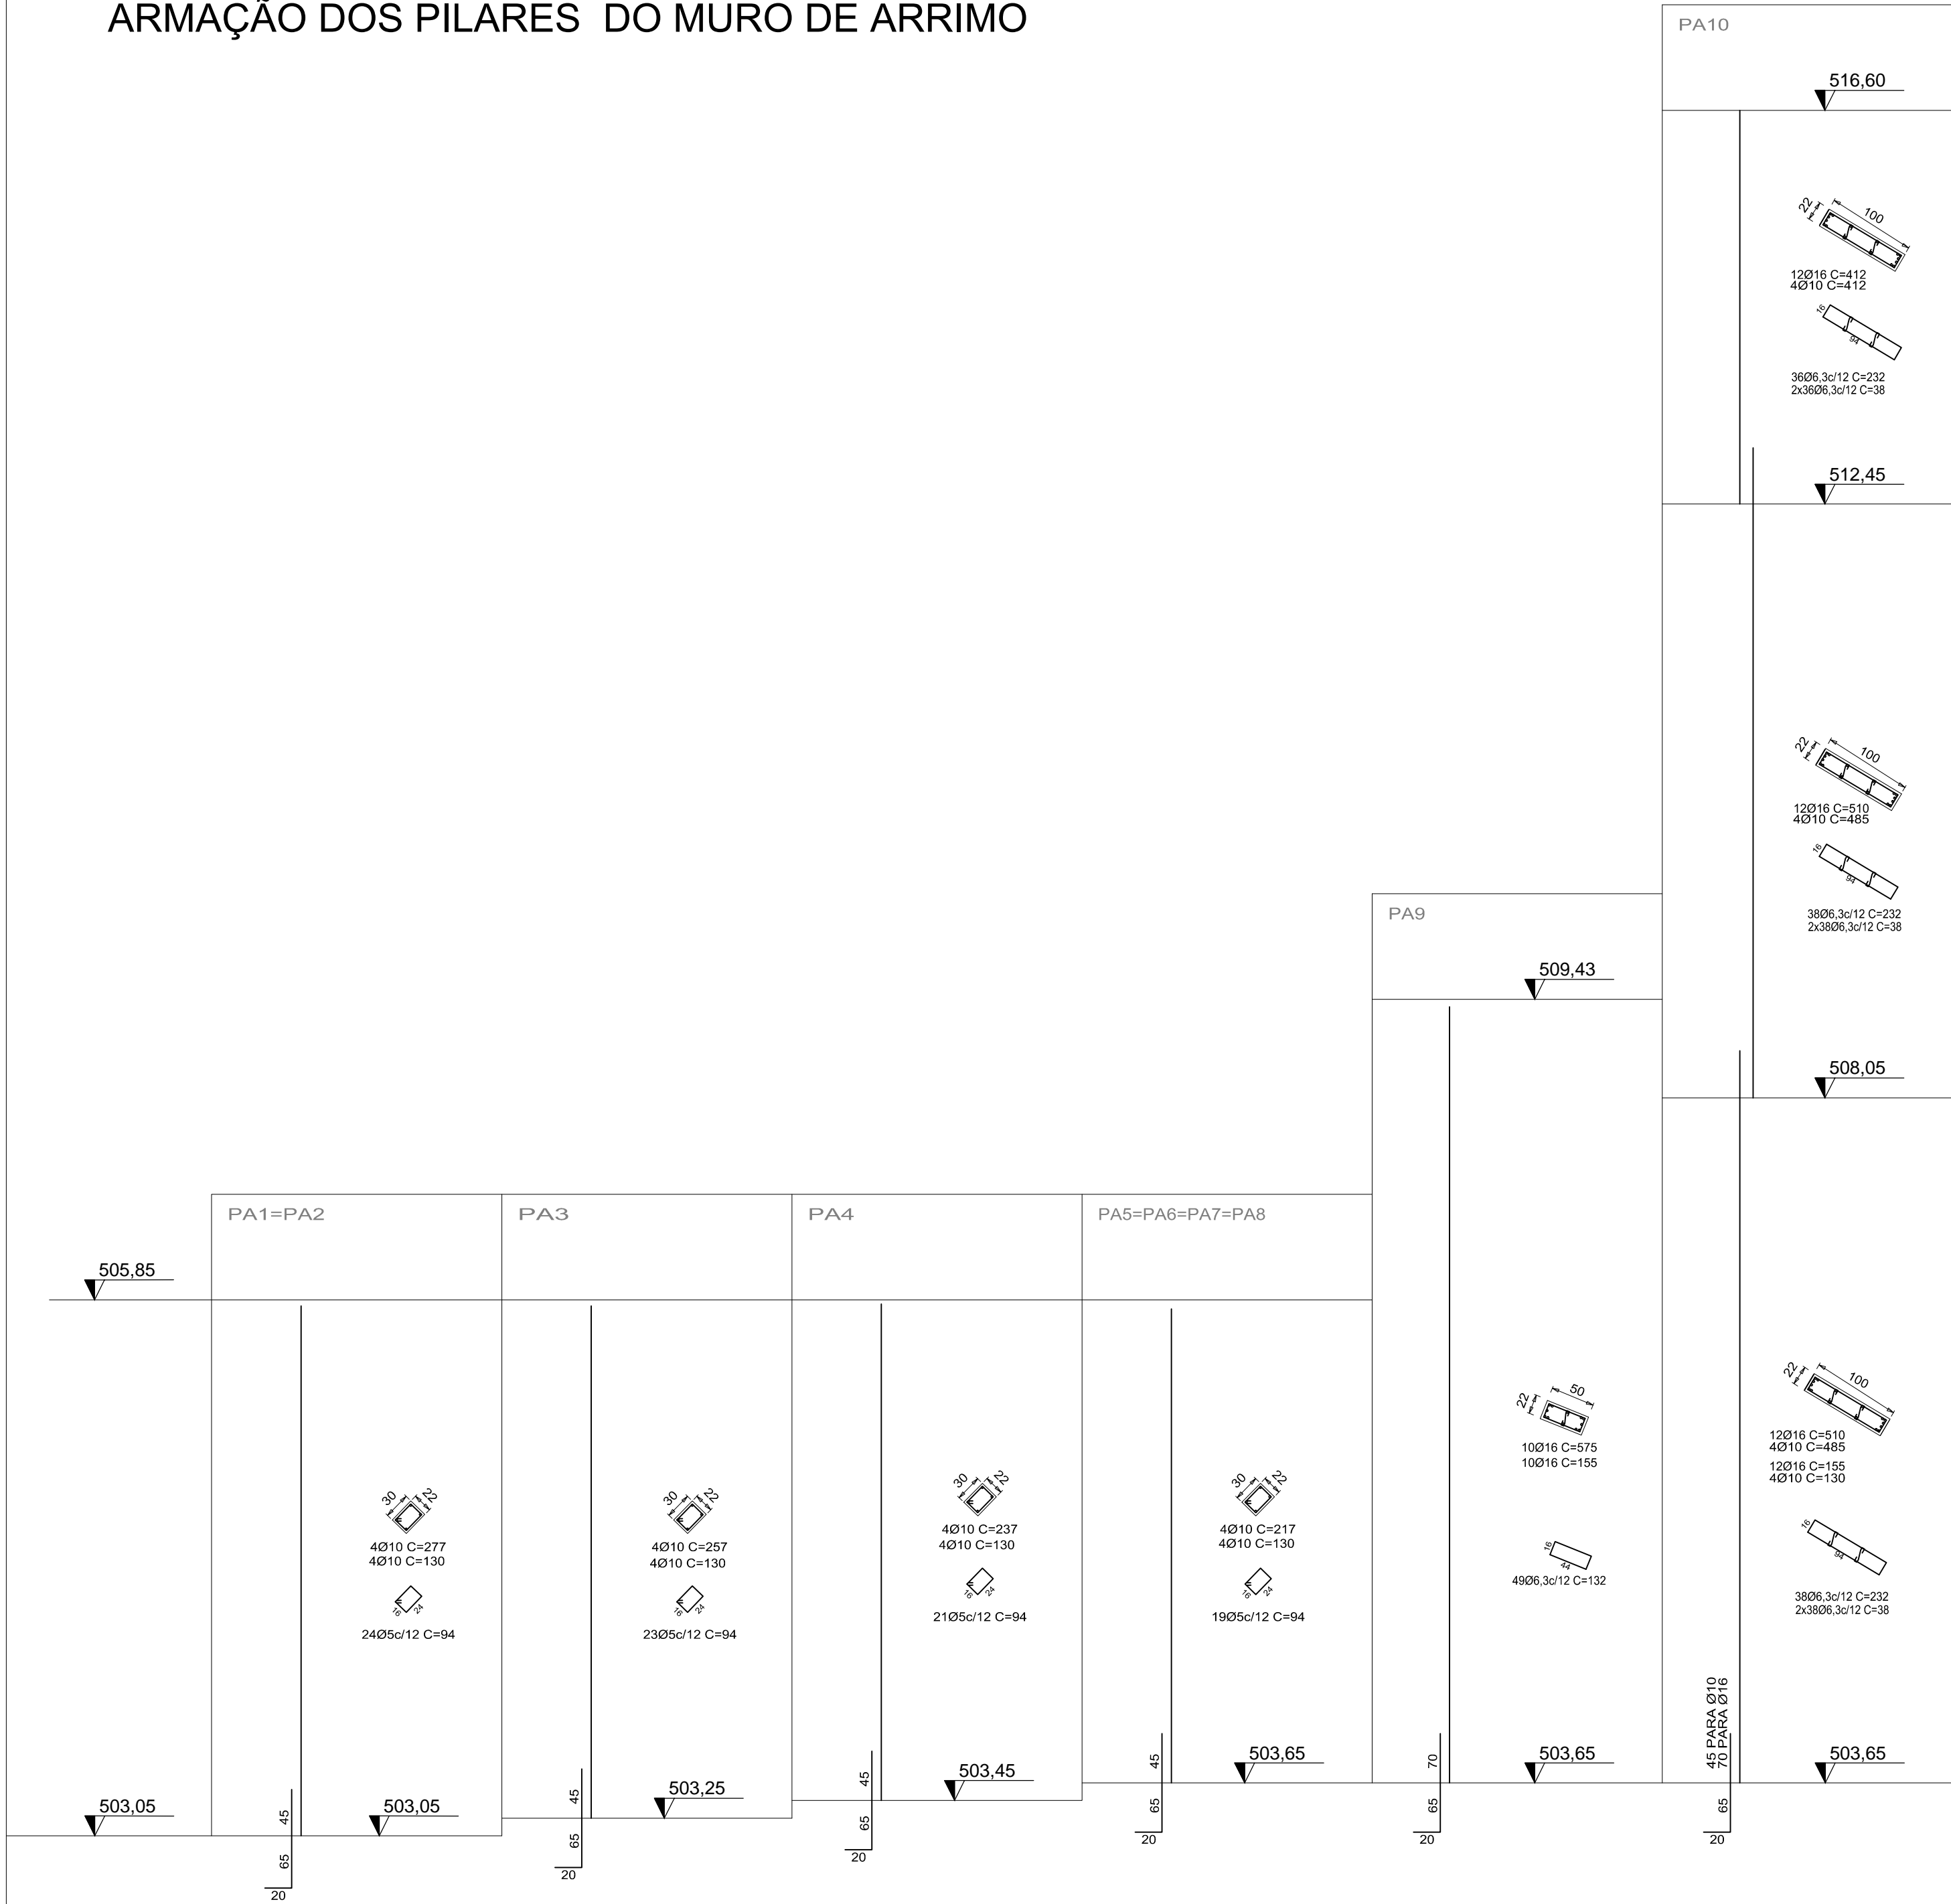 ARMAÇÃO DOS PILARES DO MURO DE ARRIMO
505,85
503,05
PA1=PA2
30
22
4Ø10 C=277
4Ø10 C=130
16
24
24Ø5c/12 C=94
503,05
45
65
20
PA3
30
22
4Ø10 C=257
4Ø10 C=130
16
24
23Ø5c/12 C=94
503,25
45
65
20
PA4
30
22
4Ø10 C=237
4Ø10 C=130
16
24
21Ø5c/12 C=94
503,45
45
65
20
PA5=PA6=PA7=PA8
30
22
4Ø10 C=217
4Ø10 C=130
16
24
19Ø5c/12 C=94
503,65
45
65
20
PA9
509,43
22
50
10Ø16 C=575
10Ø16 C=155
16
44
49Ø6,3c/12 C=132
503,65
70
65
20
PA10
516,60
22
100
12Ø16 C=412
4Ø10 C=412
16
94
36Ø6,3c/12 C=232
2x36Ø6,3c/12 C=38
512,45
22
100
12Ø16 C=510
4Ø10 C=485
16
94
38Ø6,3c/12 C=232
2x38Ø6,3c/12 C=38
508,05
22
100
12Ø16 C=510
4Ø10 C=485
12Ø16 C=155
4Ø10 C=130
16
94
38Ø6,3c/12 C=232
2x38Ø6,3c/12 C=38
45 PARA Ø10
70 PARA Ø16
503,65
65
20